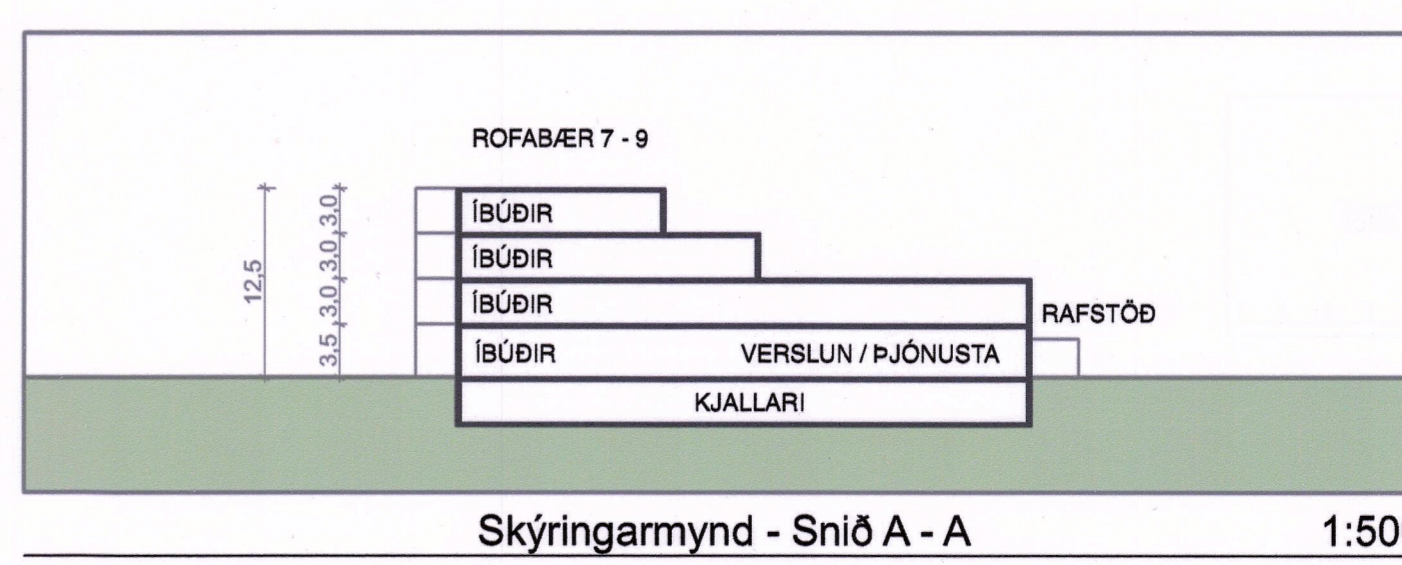 ROFABÆR 7 - 9
ÍBÚÐIR
ÍBÚÐIR
ÍBÚÐIR
RAFSTÖÐ
ÍBÚÐIR VERSLUN / ÞJÓNUSTA
KJALLARI
12,5
3,5 3,0 3,0 3,0
Skýringarmynd - Snið A - A 1:50